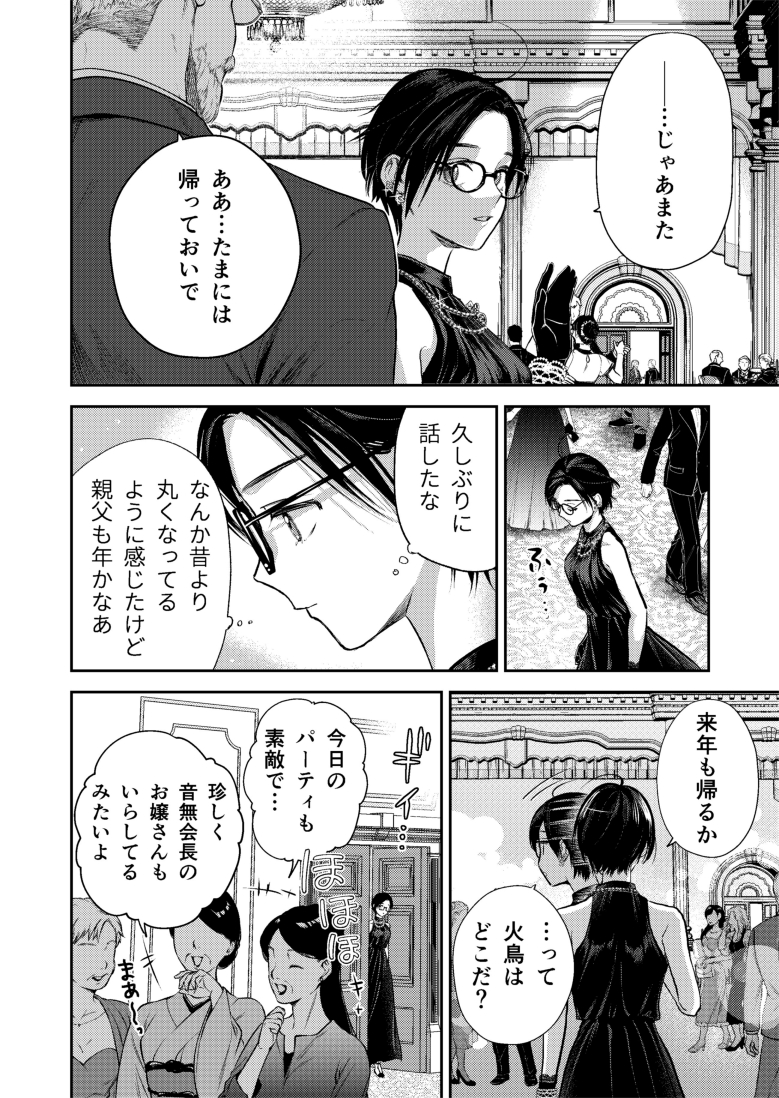 ―…じゃあまた
ああ…たまには
帰っておいで
ふぅ…
久しぶりに
話したな
なんか昔より
丸くなってる
ように感じたけど
親父も年かなあ
来年も帰るか
…って
火鳥は
どこだ?
ギィ…
今日の
パーティも
素敵で…
まほほほ
珍しく
音無会長の
お嬢さんも
いらしてる
みたいよ
まぁ～っ